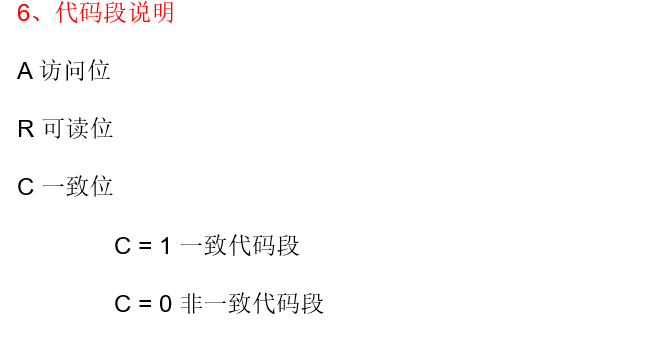 6、代码段说明
A 访问位
R 可读位
C 一致位
C = 1 一致代码段
C = 0 非一致代码段